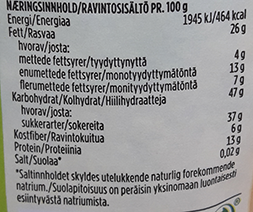 NÆRINGSINNHOLD/RAVINTOSISÄLTÖ PR. 100 g
Energi/Energiaa 1945 kJ/464 kcal
Fett/Rasvaa 26 g
hvorav/josta:
mettede fettsyrer/tyydyttynyttä 4 g
enumettede fettsyrer/monotyydyttymätöntä 13 g
flerumettede fettsyrer/monityydyttymätöntä 7 g
Karbohydrat/Kolhydrat/Hiilihydraatteja 47 g
hvorav/josta:
sukkerarter/sokereita 37 g
Kostfiber/Ravintokuitua 6 g
Protein/Proteiinia 13 g
Salt/Suolaa* 0,02 g
*Saltinnholdet skyldes utelukkende naturlig forekommende
natrium./Suolapitoisuus on peräisin yksinomaan luontaisesti
esiintyvästä natriumista.